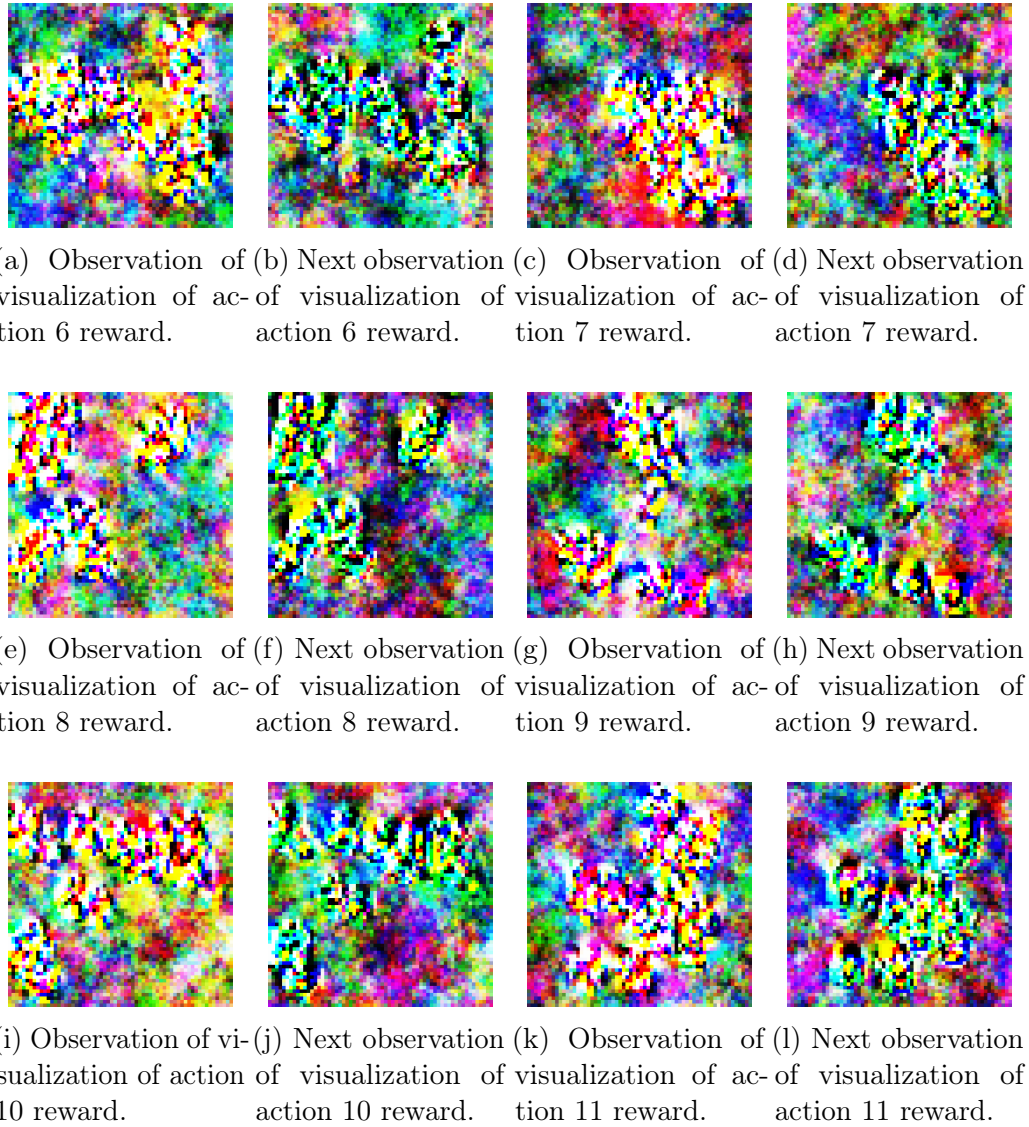 (a) Observation of
visualization of ac-
tion 6 reward.
(b) Next observation
of visualization of
action 6 reward.
(c) Observation of
visualization of ac-
tion 7 reward.
(d) Next observation
of visualization of
action 7 reward.
(e) Observation of
visualization of ac-
tion 8 reward.
(f) Next observation
of visualization of
action 8 reward.
(g) Observation of
visualization of ac-
tion 9 reward.
(h) Next observation
of visualization of
action 9 reward.
(i) Observation of vi-
sualization of action
10 reward.
(j) Next observation
of visualization of
action 10 reward.
(k) Observation of
visualization of ac-
tion 11 reward.
(l) Next observation
of visualization of
action 11 reward.